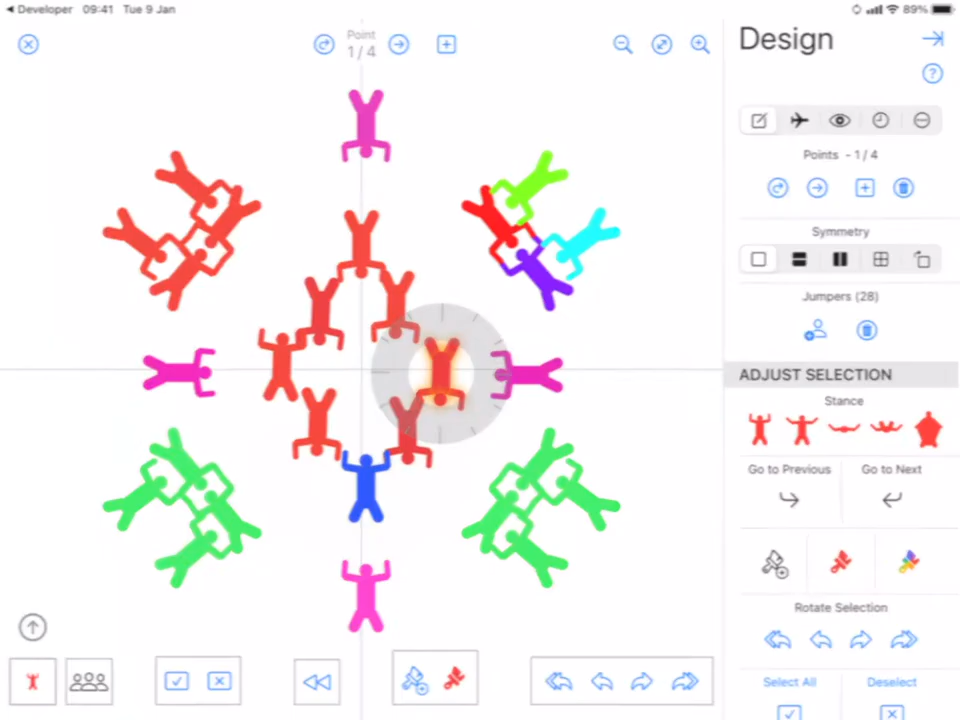 Developer 09:41 Tue 9 Jan
89%
Point
1/4
Design
?
Points - 1/4
Symmetry
Jumpers (28)
ADJUST SELECTION
Stance
Go to Previous
Go to Next
Rotate Selection
Select All
Deselect